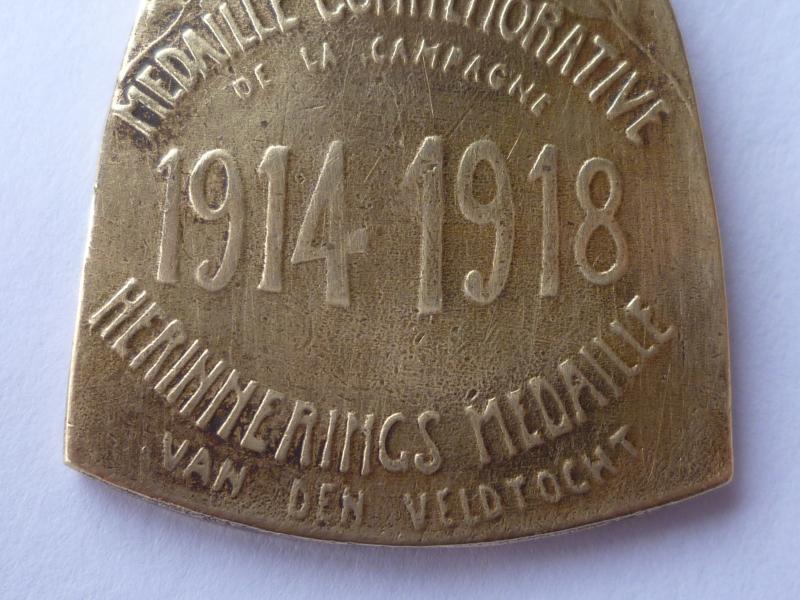 MEDAILLE COMMEMORATIVE
DE LA CAMPAGNE
1914 1918
HERINNERINGS MEDAILLE
VAN DEN VELDTOCHT